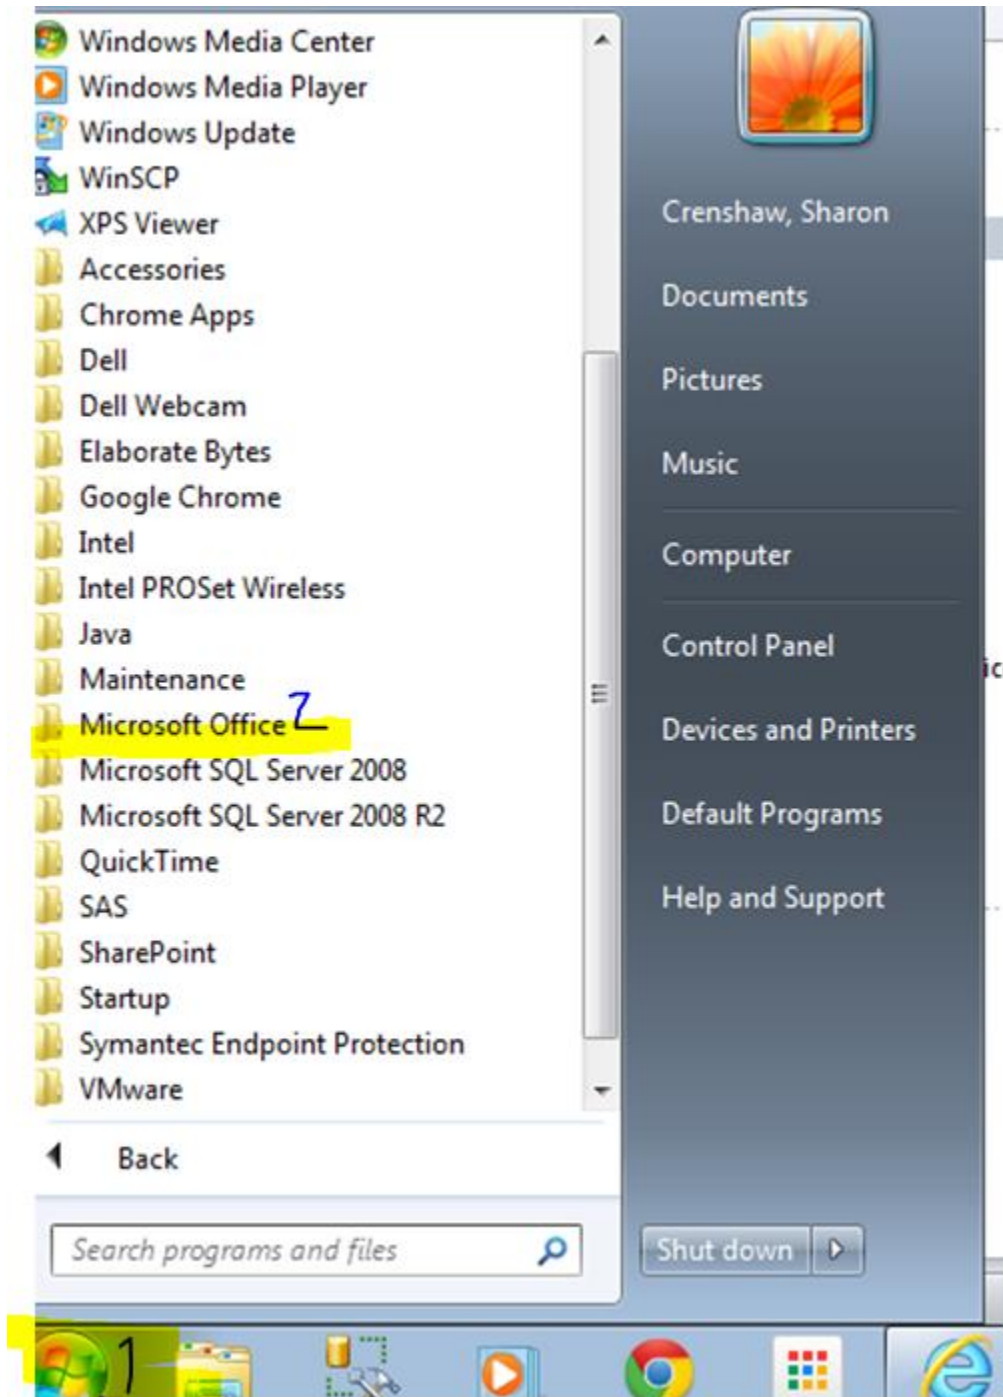 Windows Media Center
Windows Media Player
Windows Update
WinSCP
XPS Viewer
Accessories
Chrome Apps
Dell
Dell Webcam
Elaborate Bytes
Google Chrome
Intel
Intel PROSet Wireless
Java
Maintenance
Microsoft Office 2
Microsoft SQL Server 2008
Microsoft SQL Server 2008 R2
QuickTime
SAS
SharePoint
Startup
Symantec Endpoint Protection
VMware
Back
Search programs and files
1
Crenshaw, Sharon
Documents
Pictures
Music
Computer
Control Panel
Devices and Printers
Default Programs
Help and Support
Shut down
ic